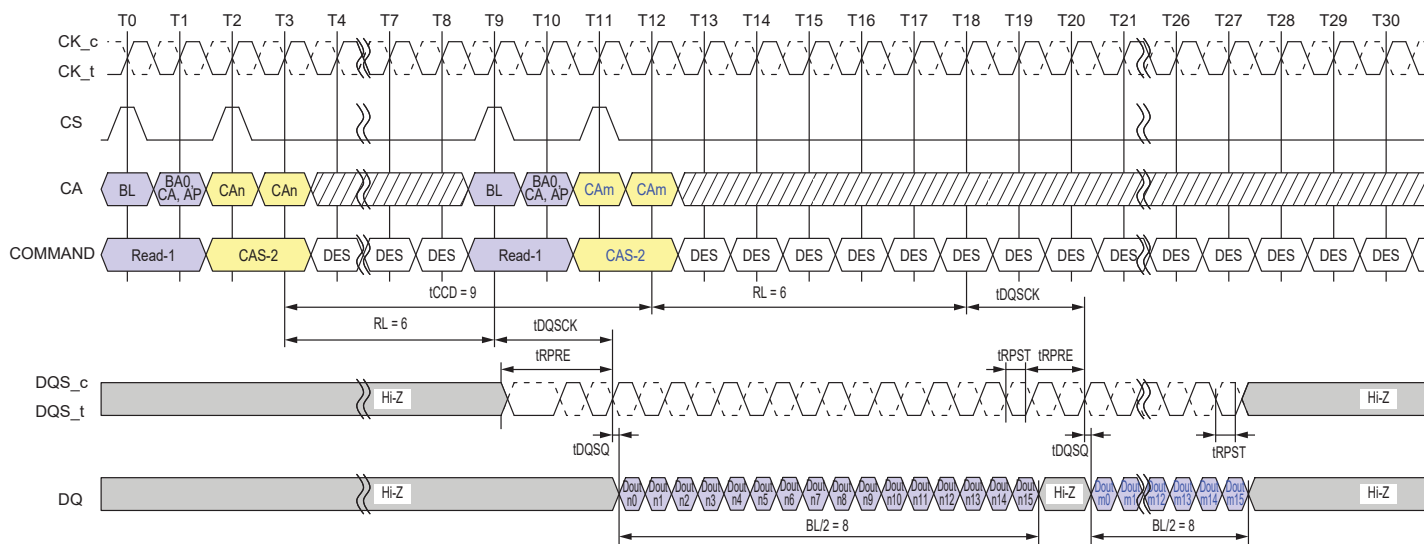 T0 T1 T2 T3 T4 T7 T8 T9 T10 T11 T12 T13 T14 T15 T16 T17 T18 T19 T20 T21 T26 T27 T28 T29 T30
CK_c
CK_t
CS
CA
BL
BA0,
CA, AP
CAn
CAn
BL
BA0,
CA, AP
CAm
CAm
COMMAND
Read-1
CAS-2
DES
DES
DES
Read-1
CAS-2
DES
DES
DES
DES
DES
DES
DES
DES
DES
DES
DES
DES
DES
DES
tCCD = 9
RL = 6
tDQSCK
RL = 6
tDQSCK
tRPRE
tRPST
tRPRE
DQS_c
DQS_t
Hi-Z
Hi-Z
tDQSQ
tDQSQ
tRPST
DQ
Hi-Z
Dout
n0
Dout
n1
Dout
n2
Dout
n3
Dout
n4
Dout
n5
Dout
n6
Dout
n7
Dout
n8
Dout
n9
Dout
n10
Dout
n11
Dout
n12
Dout
n13
Dout
n14
Dout
n15
Hi-Z
Dout
m0
Dout
m1
Dout
m12
Dout
m13
Dout
m14
Dout
m15
Hi-Z
BL/2 = 8
BL/2 = 8